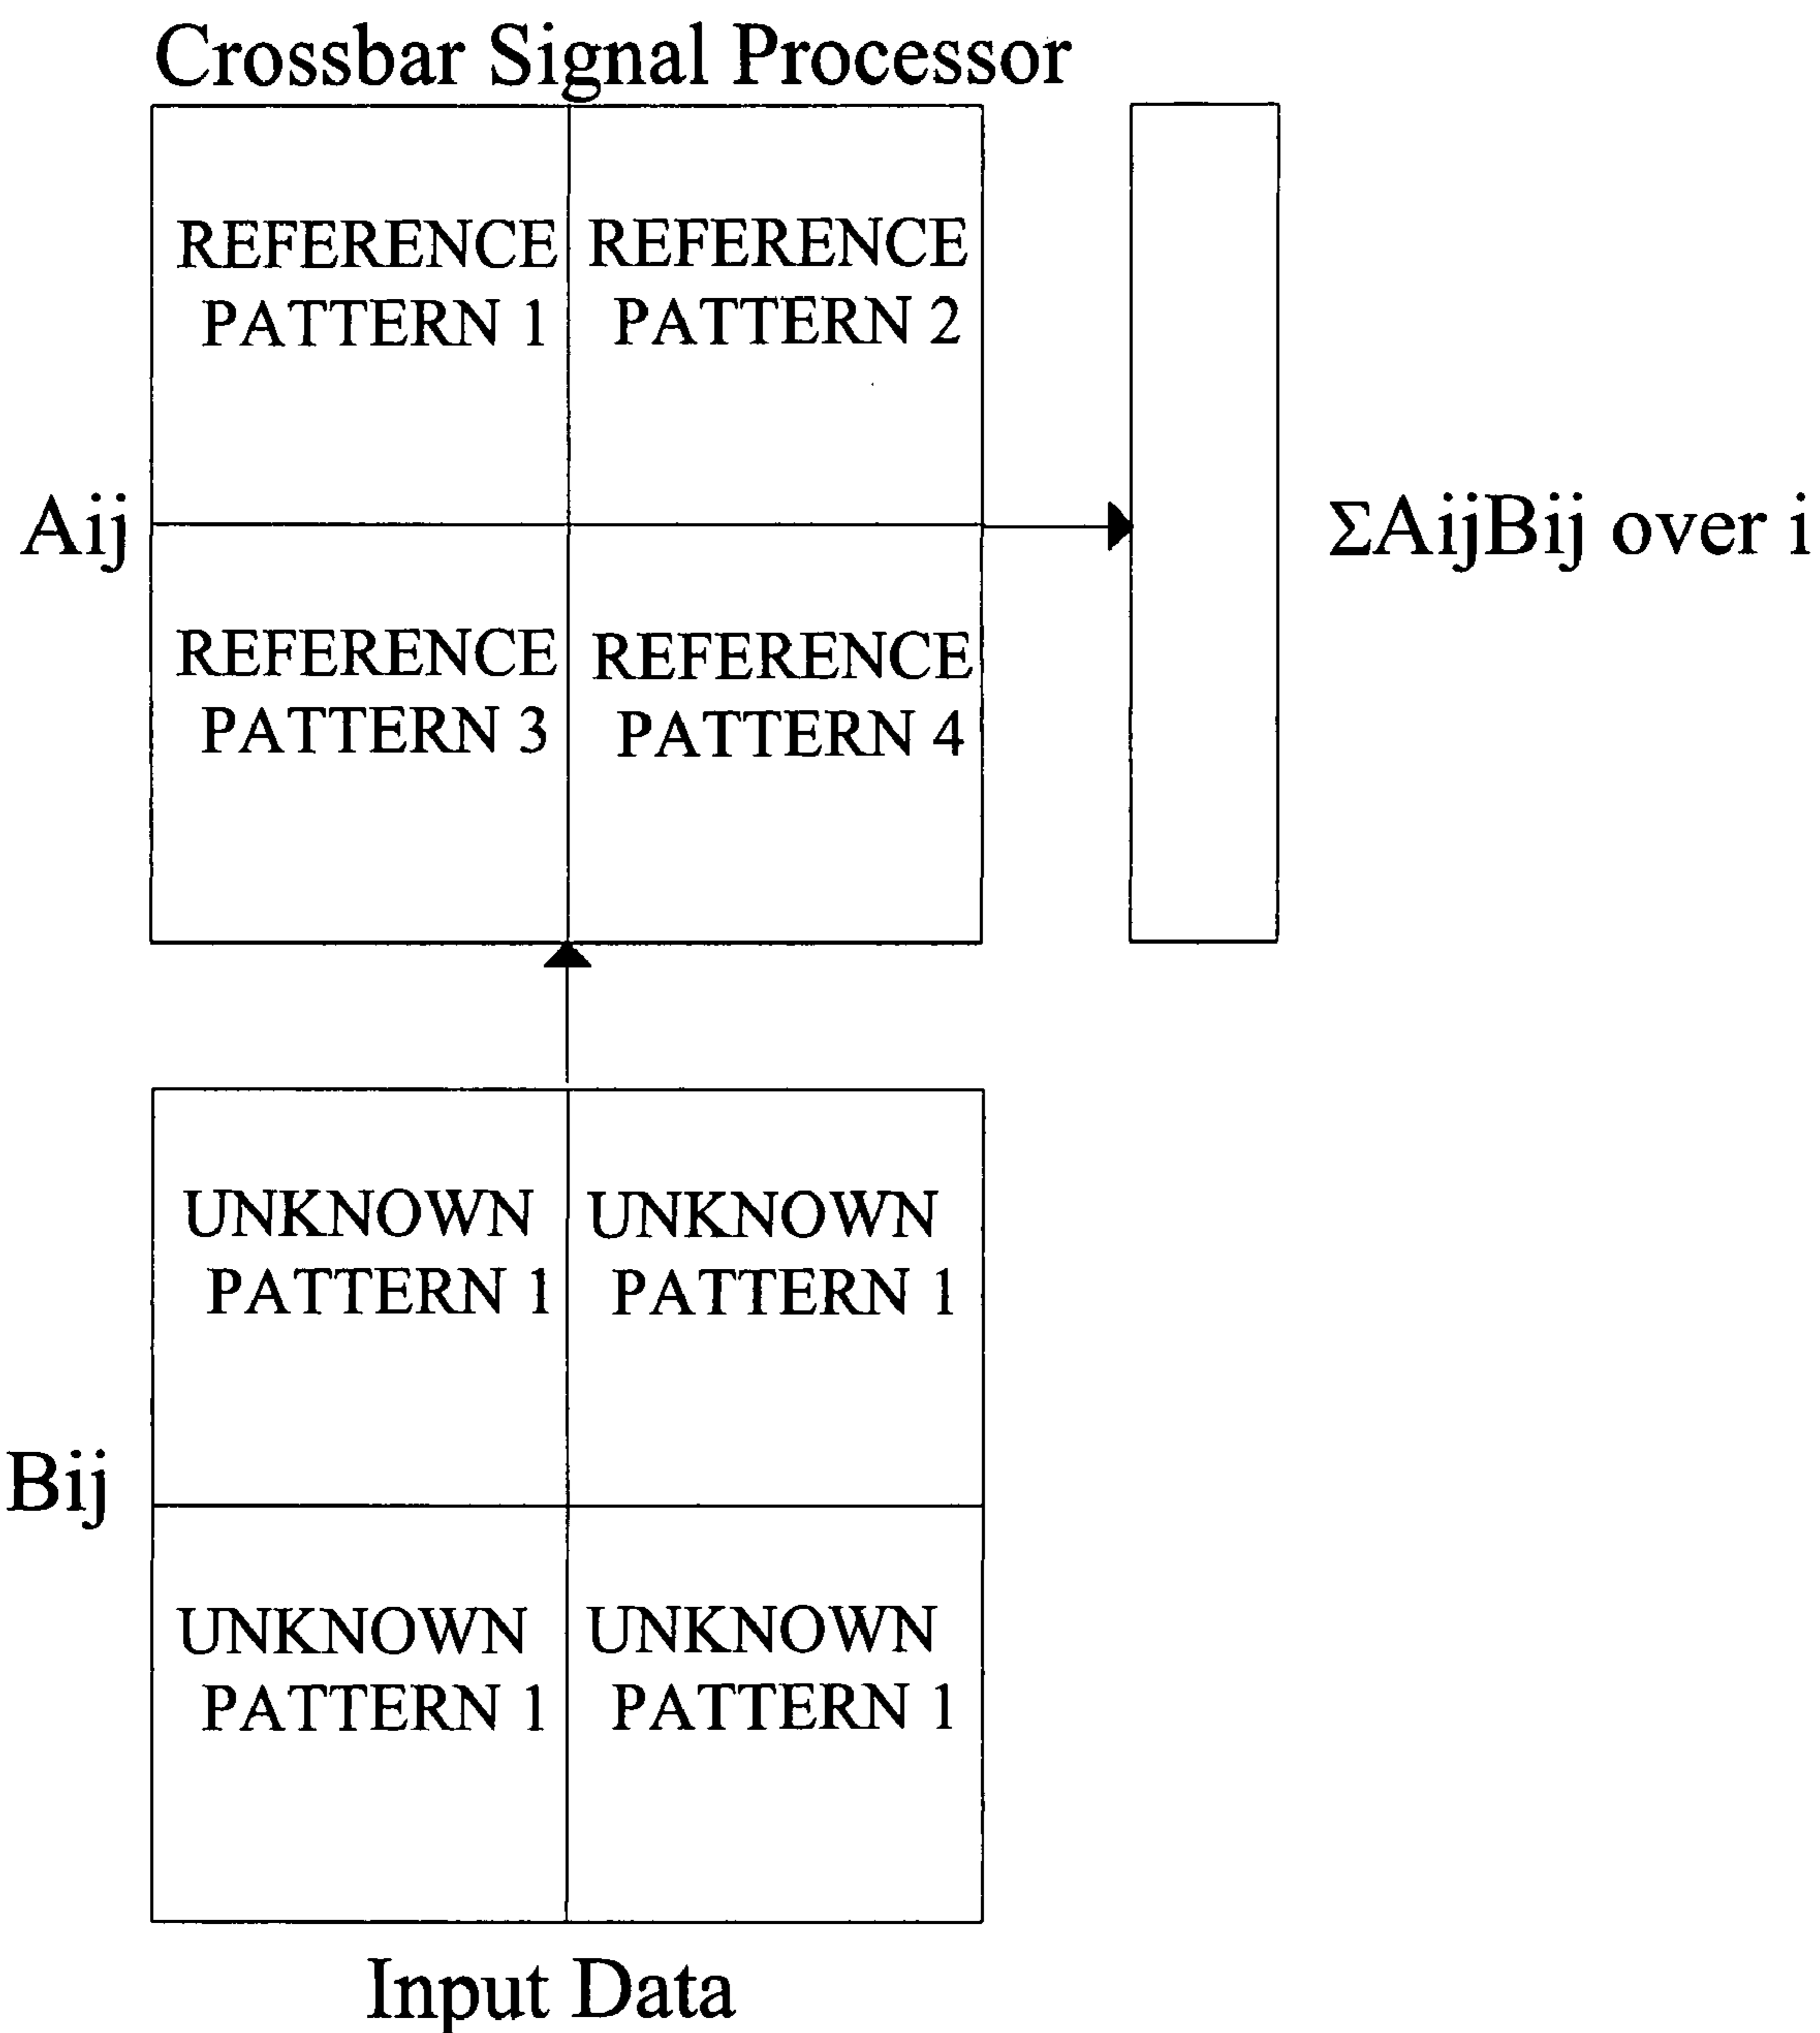 Crossbar Signal Processor
REFERENCE
PATTERN 1
REFERENCE
PATTERN 2
Aij
ΣAijBij over i
REFERENCE
PATTERN 3
REFERENCE
PATTERN 4
UNKNOWN
PATTERN 1
UNKNOWN
PATTERN 1
Bij
UNKNOWN
PATTERN 1
UNKNOWN
PATTERN 1
Input Data